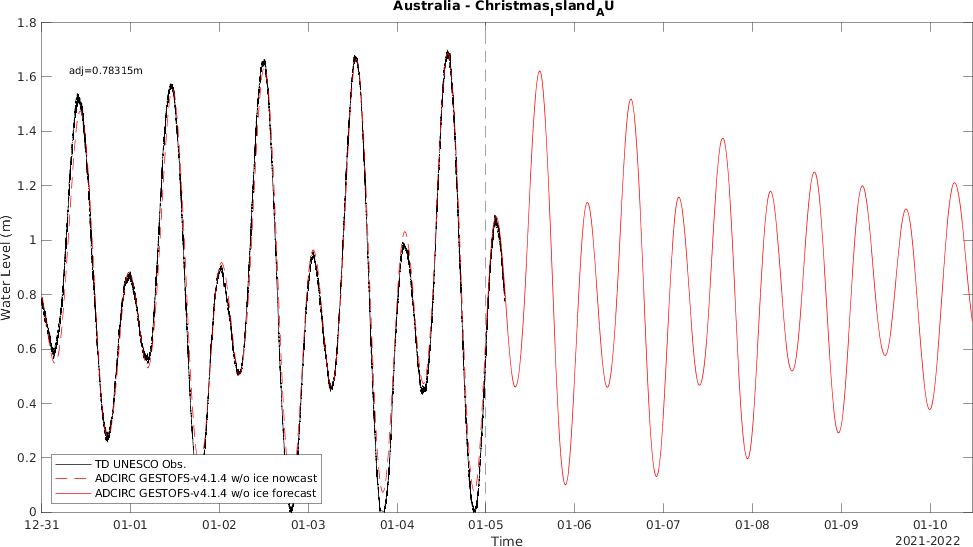 Australia - Christmas_Island_AU
1.8
1.6
1.4
1.2
1
0.8
0.6
0.4
0.2
0
Water Level (m)
adj=0.78315m
TD UNESCO Obs.
ADCIRC GESTOFS-v4.1.4 w/o ice nowcast
ADCIRC GESTOFS-v4.1.4 w/o ice forecast
12-31 01-01 01-02 01-03 01-04 01-05 01-06 01-07 01-08 01-09 01-10
Time
2021-2022